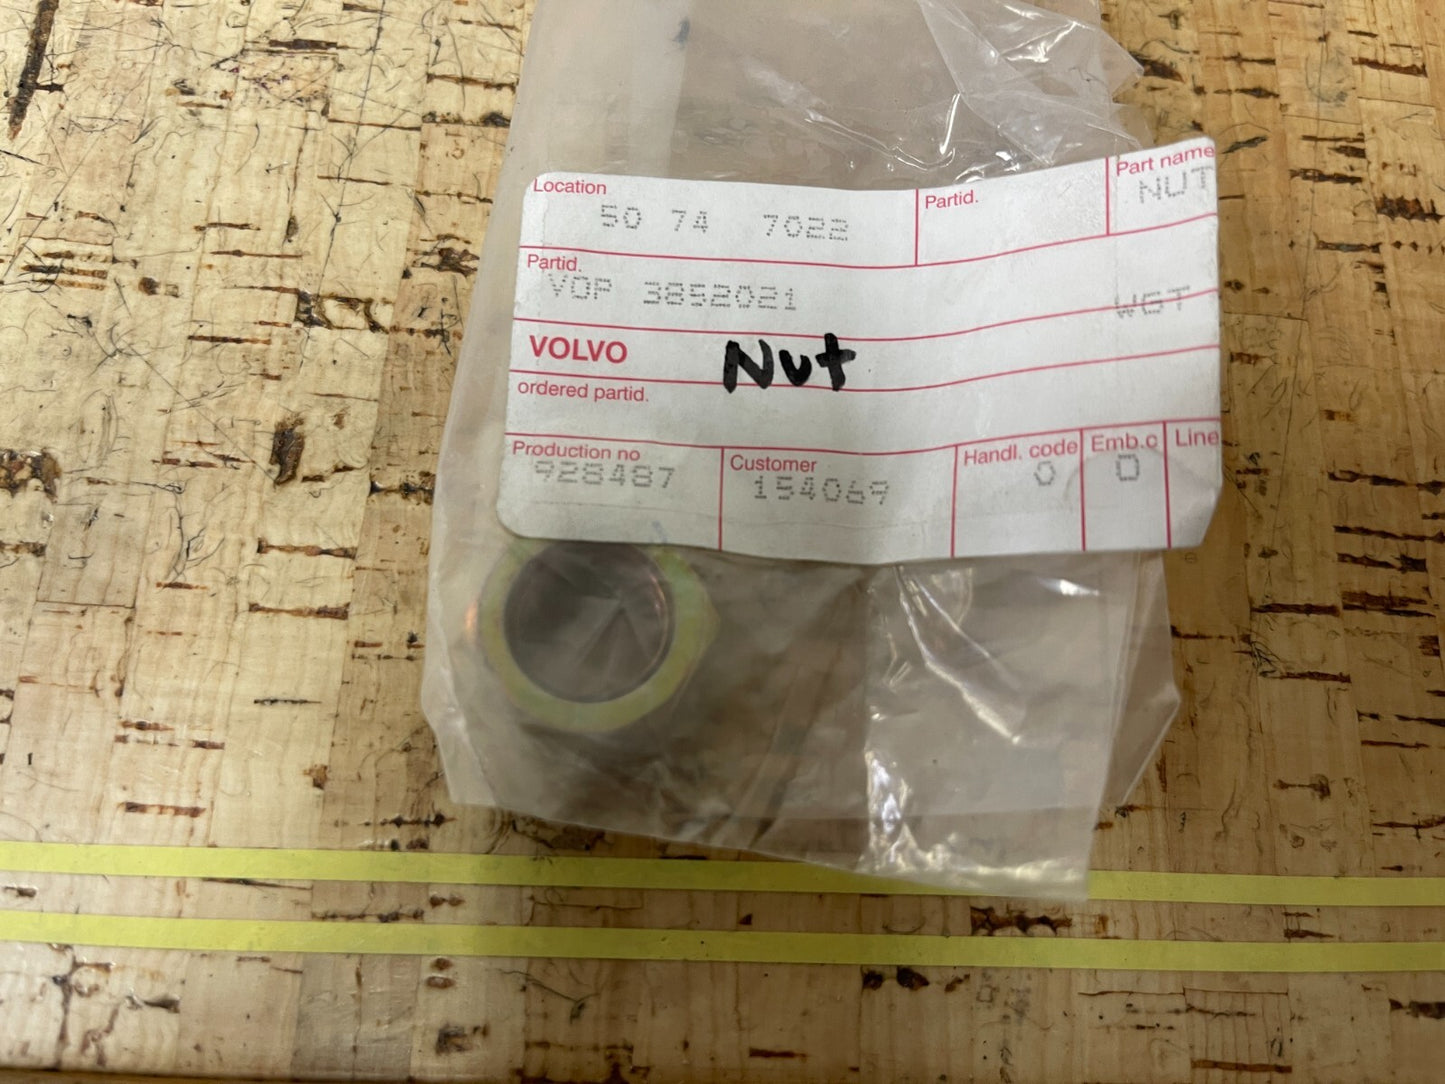 Location Partid. Part name
50 74 7022 NUT
Partid.
VOP 3852021 WGT
VOLVO Nut
ordered partid.
Production no Customer Handl. code Emb.c Line
928487 154069 0 0